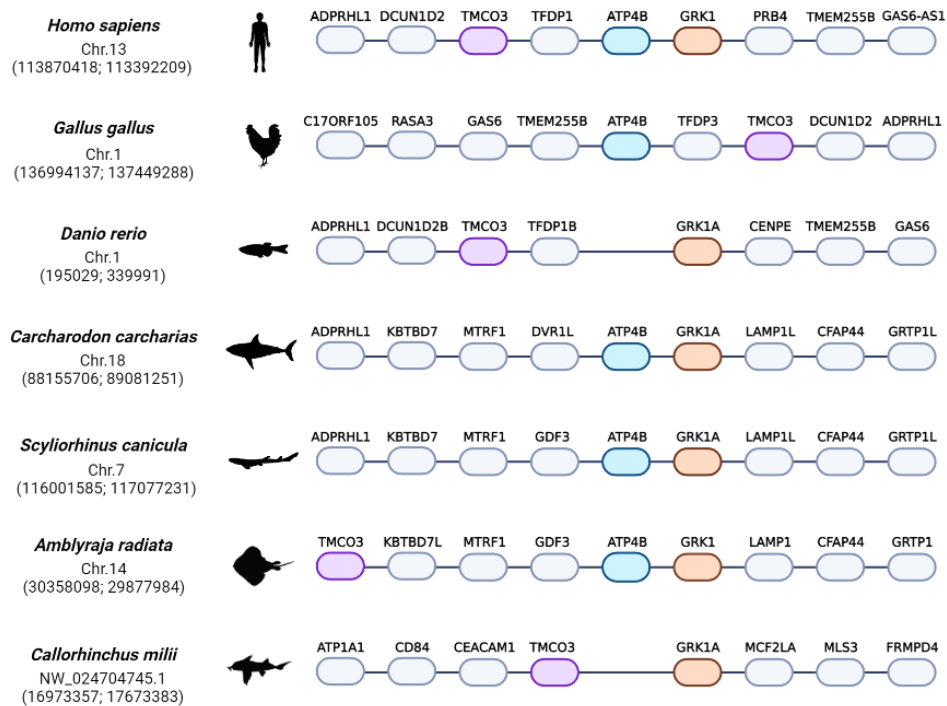 Homo sapiens
Chr.13
(113870418; 113392209)
ADPRHL1 DCUN1D2 TMCO3 TFDP1 ATP4B GRK1 PRB4 TMEM255B GAS6-AS1
Gallus gallus
Chr.1
(136994137; 137449288)
C17ORF105 RASA3 GAS6 TMEM255B ATP4B TFDP3 TMCO3 DCUN1D2 ADPRHL1
Danio rerio
Chr.1
(195029; 339991)
ADPRHL1 DCUN1D2B TMCO3 TFDP1B GRK1A CENPE TMEM255B GAS6
Carcharodon carcharias
Chr.18
(88155706; 89081251)
ADPRHL1 KBTBD7 MTRF1 DVR1L ATP4B GRK1A LAMP1L CFAP44 GRTP1L
Scyliorhinus canicula
Chr.7
(116001585; 117077231)
ADPRHL1 KBTBD7 MTRF1 GDF3 ATP4B GRK1A LAMP1L CFAP44 GRTP1L
Amblyraja radiata
Chr.14
(30358098; 29877984)
TMCO3 KBTBD7L MTRF1 GDF3 ATP4B GRK1 LAMP1 CFAP44 GRTP1
Callorhinchus milii
NW_024704745.1
(16973357; 17673383)
ATP1A1 CD84 CEACAM1 TMCO3 GRK1A MCF2LA MLS3 FRMPD4